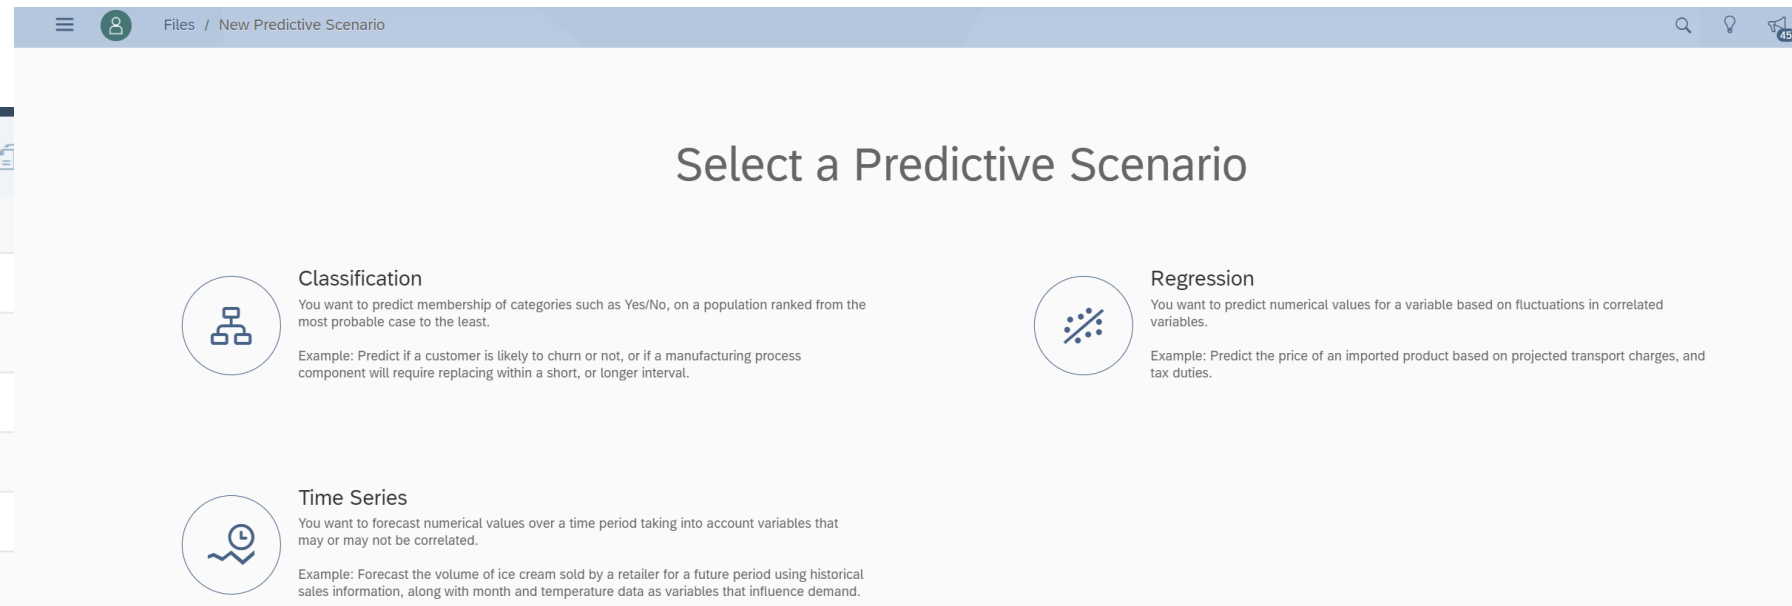 Files / New Predictive Scenario
45
Select a Predictive Scenario
Classification
You want to predict membership of categories such as Yes/No, on a population ranked from the
most probable case to the least.
Example: Predict if a customer is likely to churn or not, or if a manufacturing process
component will require replacing within a short, or longer interval.
Regression
You want to predict numerical values for a variable based on fluctuations in correlated
variables.
Example: Predict the price of an imported product based on projected transport charges, and
tax duties.
Time Series
You want to forecast numerical values over a time period taking into account variables that
may or may not be correlated.
Example: Forecast the volume of ice cream sold by a retailer for a future period using historical
sales information, along with month and temperature data as variables that influence demand.